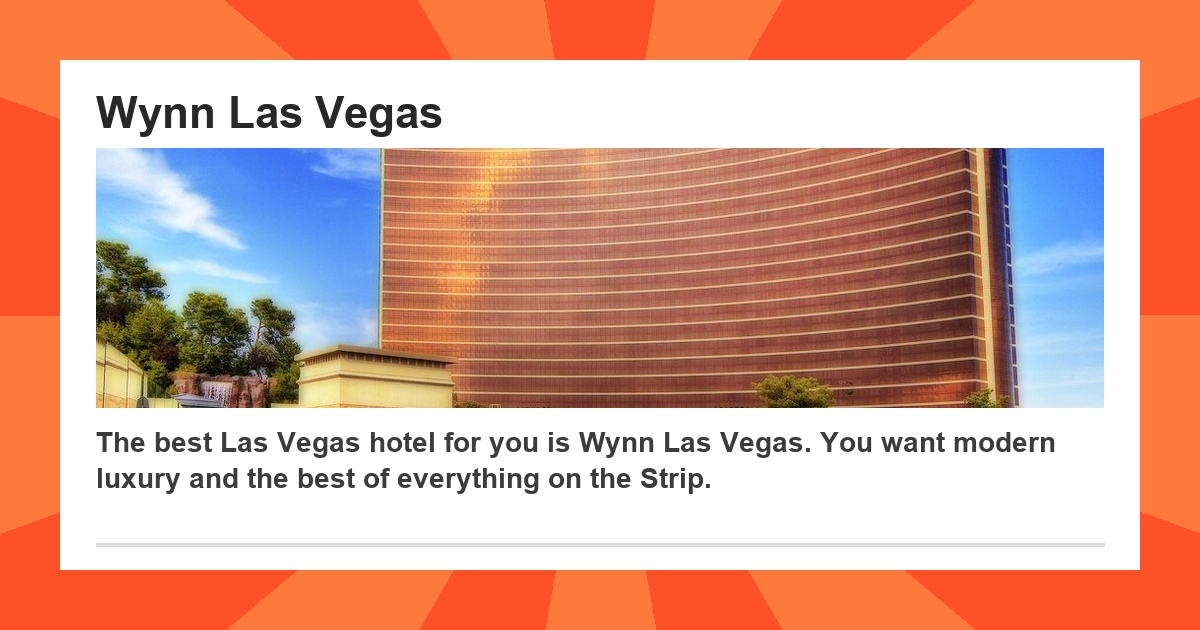 Wynn Las Vegas
The best Las Vegas hotel for you is Wynn Las Vegas. You want modern
luxury and the best of everything on the Strip.